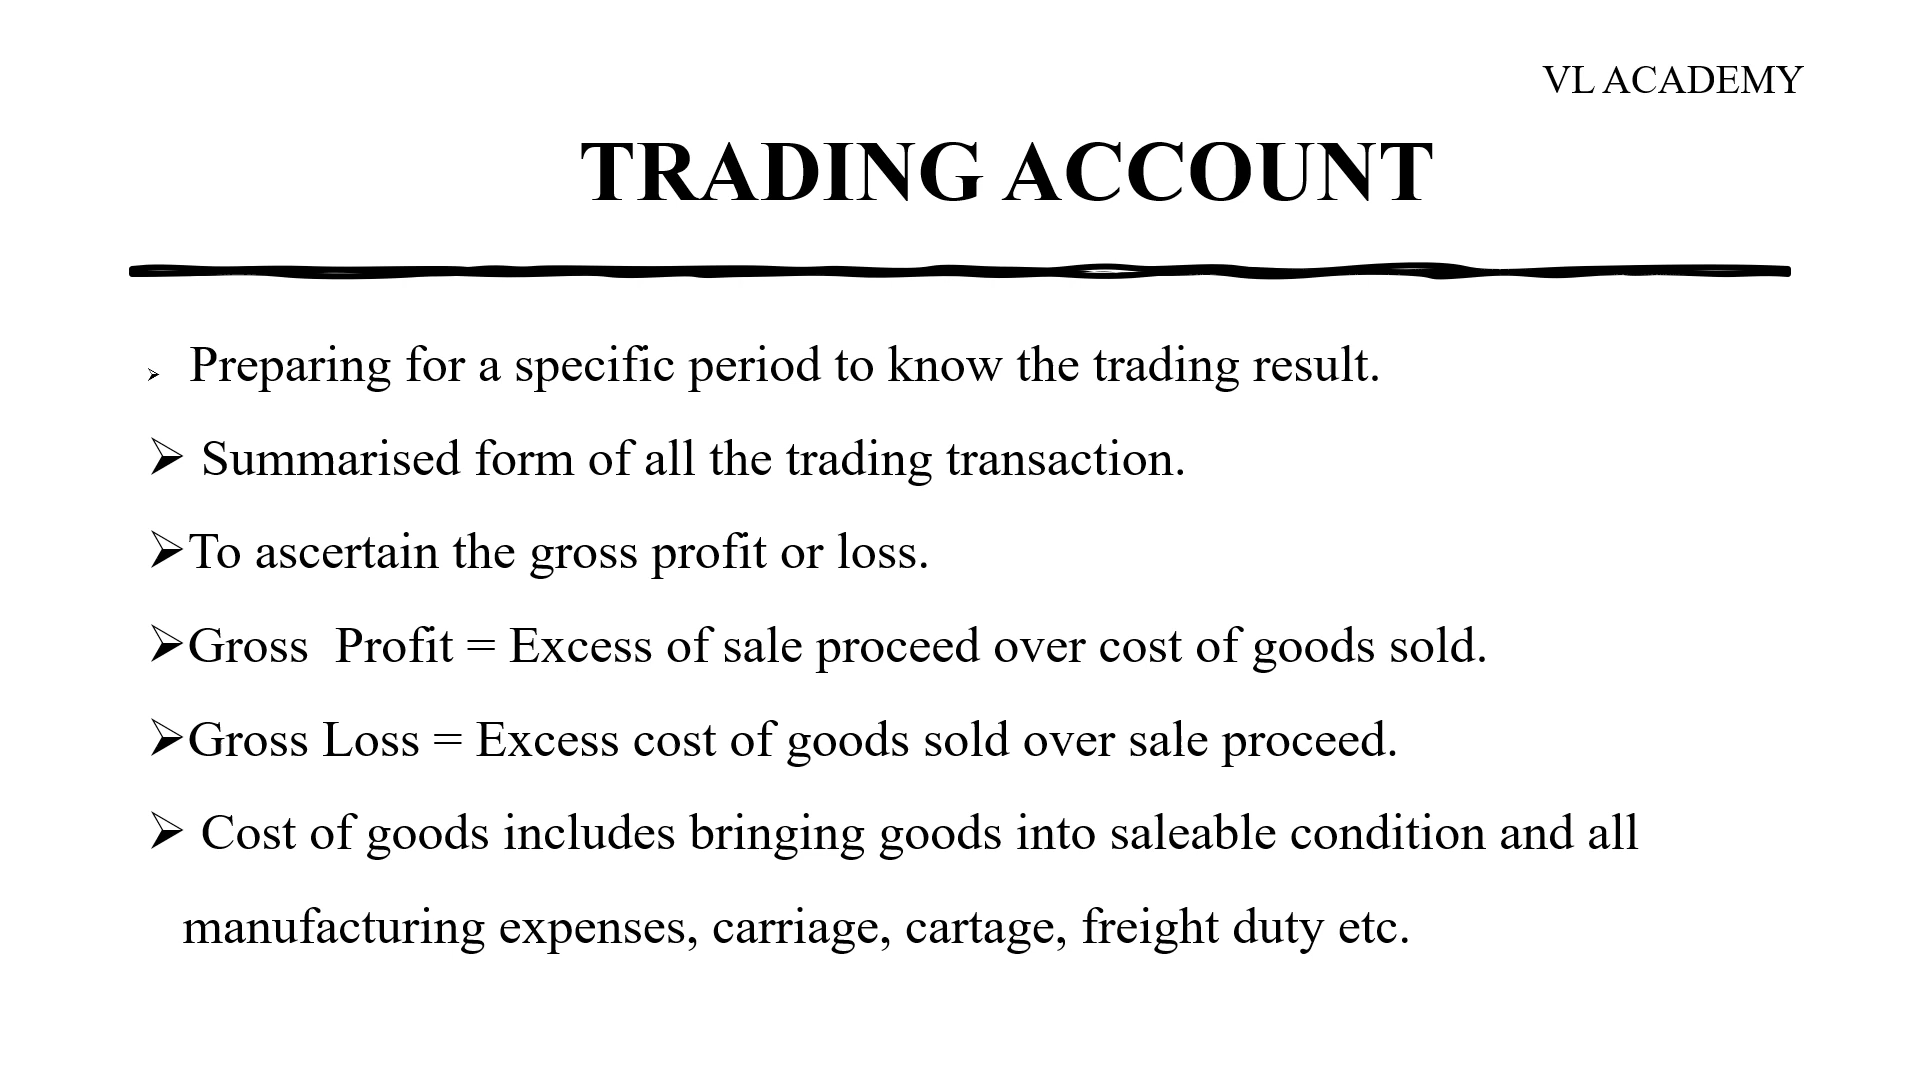 VL ACADEMY
TRADING ACCOUNT
➢ Preparing for a specific period to know the trading result.
➢ Summarised form of all the trading transaction.
➢To ascertain the gross profit or loss.
➢Gross  Profit = Excess of sale proceed over cost of goods sold.
➢Gross Loss = Excess cost of goods sold over sale proceed.
➢ Cost of goods includes bringing goods into saleable condition and all
manufacturing expenses, carriage, cartage, freight duty etc.